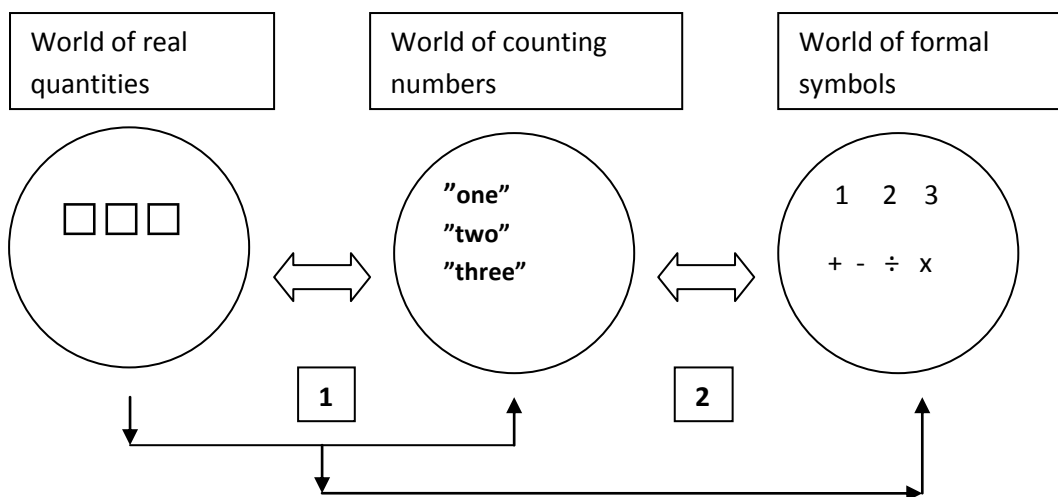 World of real
quantities
World of counting
numbers
World of formal
symbols
”one”
”two”
”three”
1 2 3
+ - ÷ x
1
2